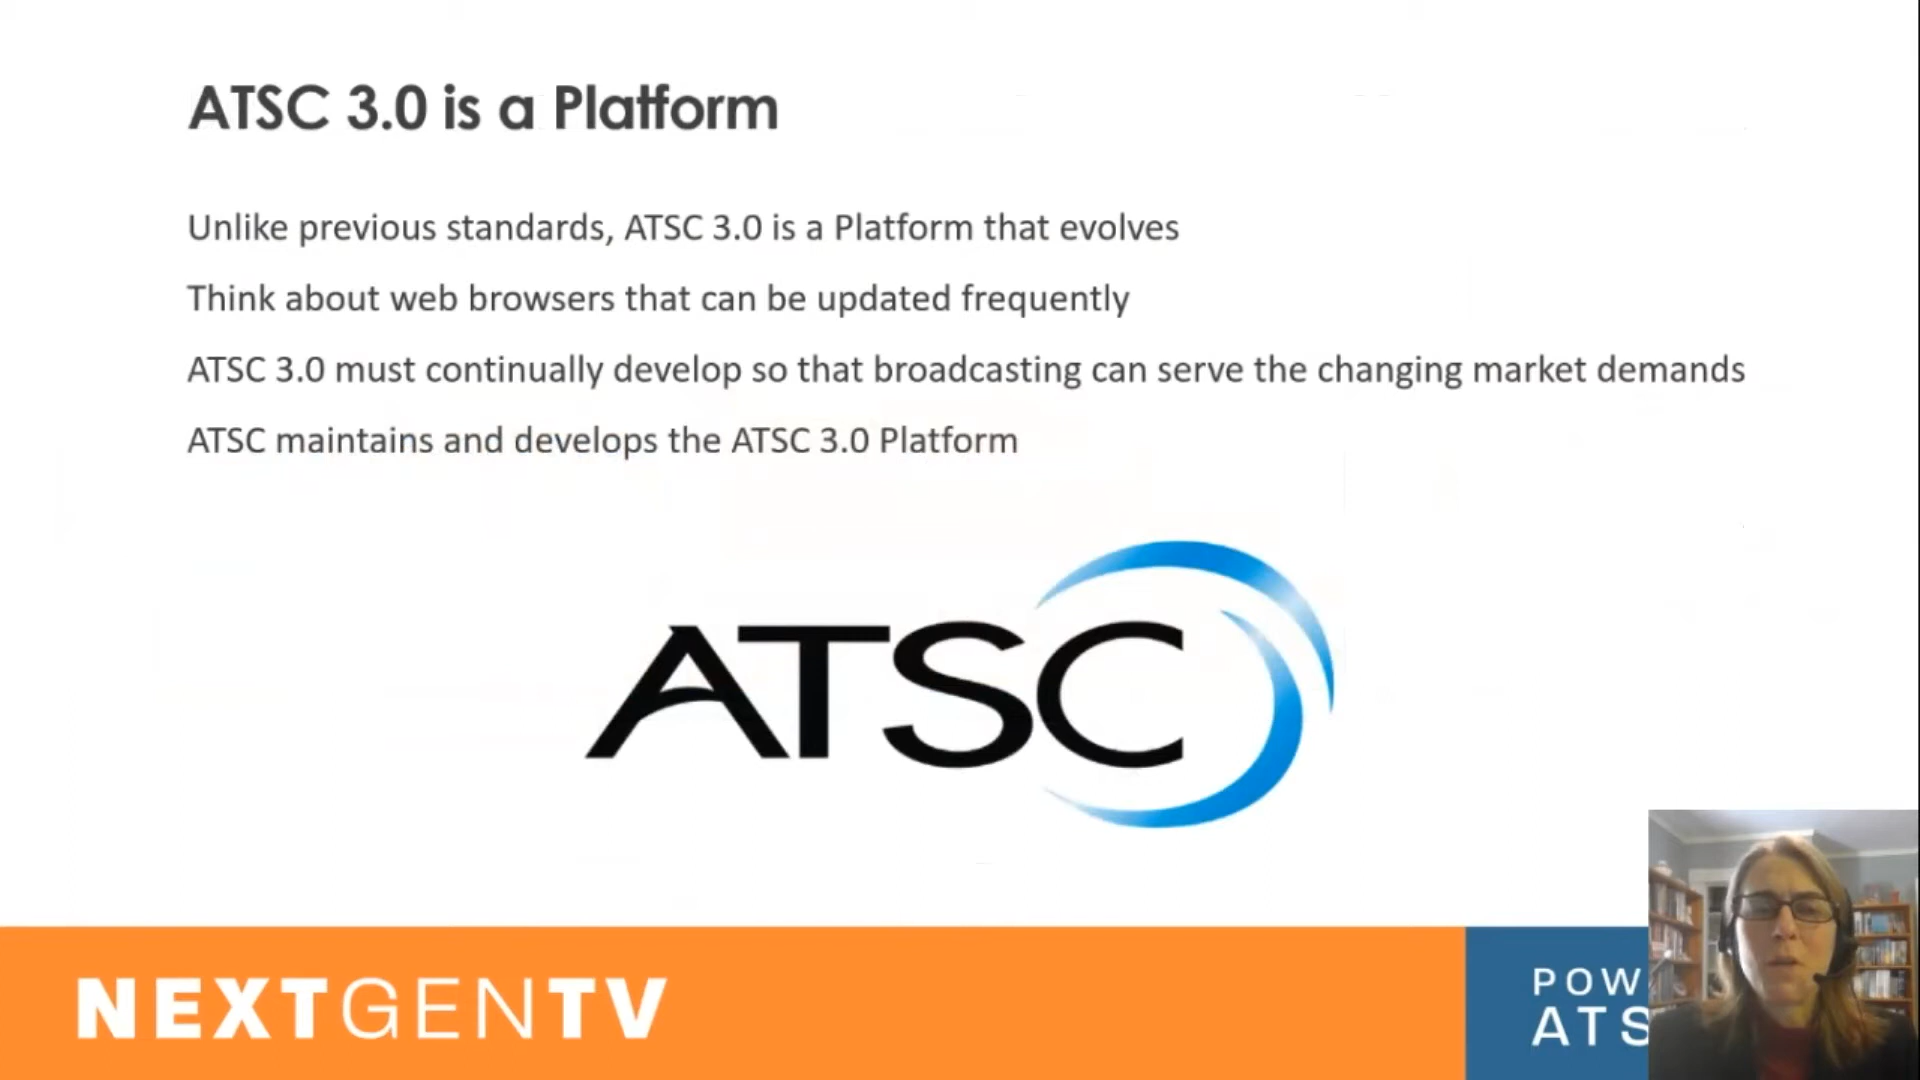 ATSC 3.0 is a Platform
Unlike previous standards, ATSC 3.0 is a Platform that evolves
Think about web browsers that can be updated frequently
ATSC 3.0 must continually develop so that broadcasting can serve the changing market demands
ATSC maintains and develops the ATSC 3.0 Platform
ATSC
NEXTGENTV
POW
ATS